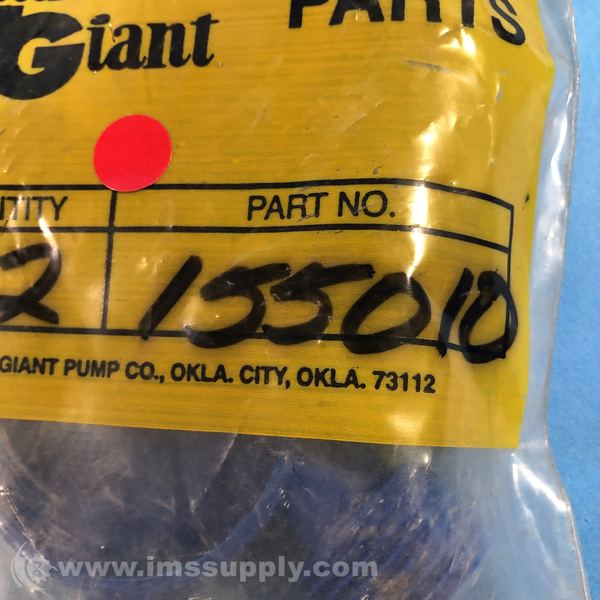 PARTS
Giant
PART NO.
2 155010
GIANT PUMP CO., OKLA. CITY, OKLA. 73112
www.imssupply.com